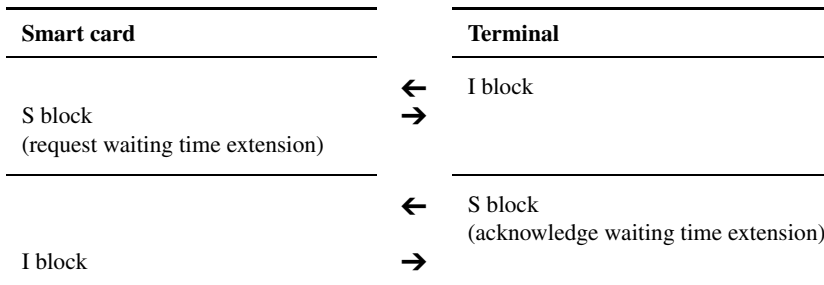 Smart card Terminal
← I block
S block →
(request waiting time extension)
← S block
(acknowledge waiting time extension)
I block →